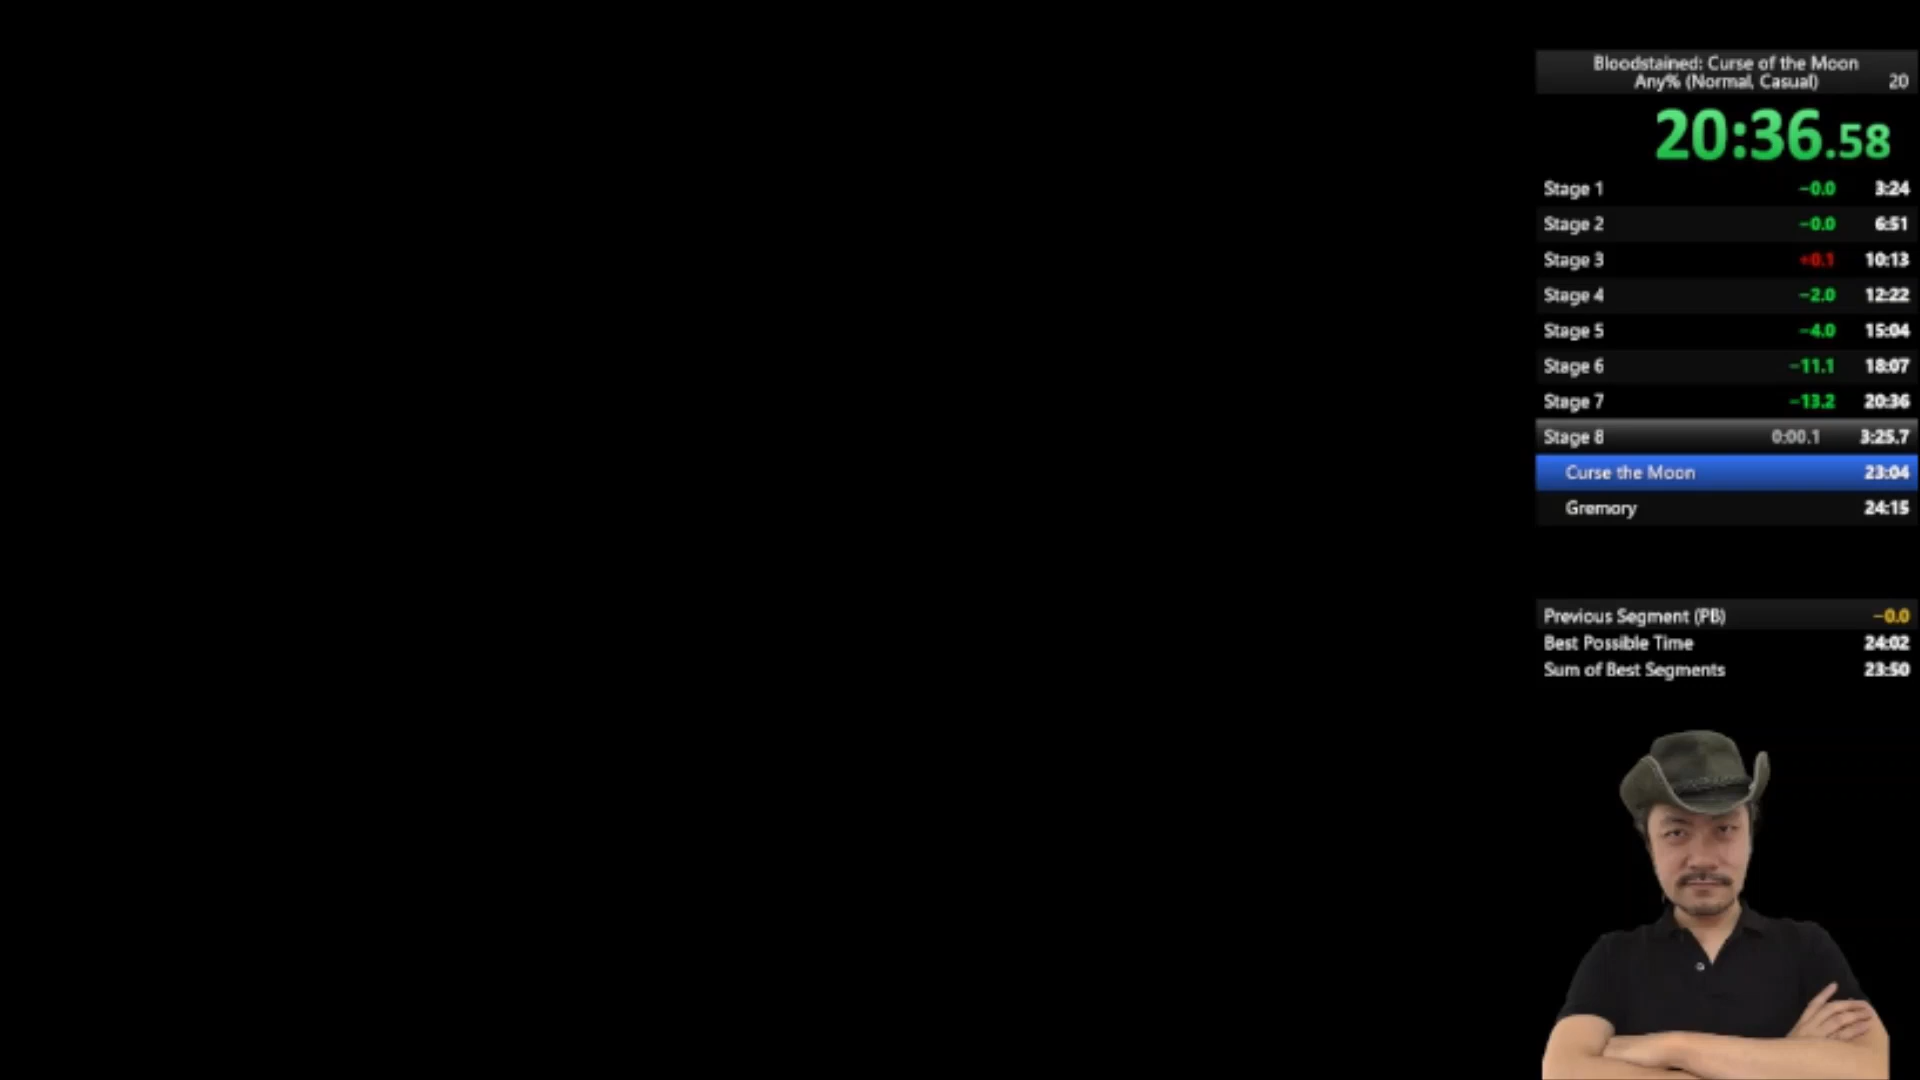 Bloodstained: Curse of the Moon
Any% (Normal, Casual) 20
20:36.58
Stage 1 −0.0 3:24
Stage 2 −0.0 6:51
Stage 3 +0.1 10:13
Stage 4 −2.0 12:22
Stage 5 −4.0 15:04
Stage 6 −11.1 18:07
Stage 7 −13.2 20:36
Stage 8 0:00.1 3:25.7
Curse the Moon 23:04
Gremory 24:15
Previous Segment (PB) −0.0
Best Possible Time 24:02
Sum of Best Segments 23:50